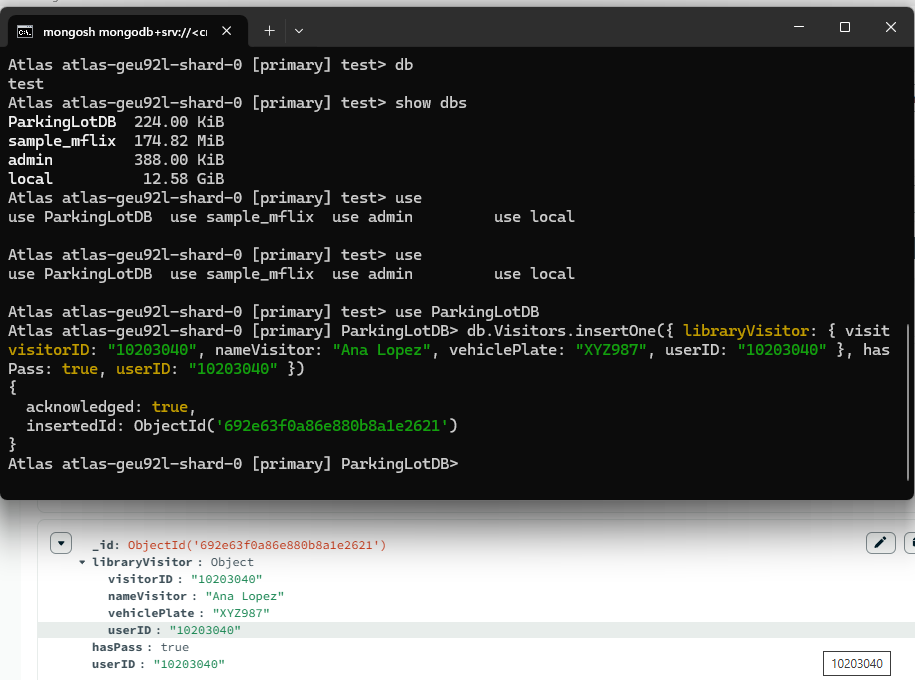 mongosh mongodb+srv://<cr
Atlas atlas-geu92l-shard-0 [primary] test> db
test
Atlas atlas-geu92l-shard-0 [primary] test> show dbs
ParkingLotDB  224.00 KiB
sample_mflix  174.82 MiB
admin         388.00 KiB
local          12.58 GiB
Atlas atlas-geu92l-shard-0 [primary] test> use
use ParkingLotDB  use sample_mflix  use admin         use local
Atlas atlas-geu92l-shard-0 [primary] test> use
use ParkingLotDB  use sample_mflix  use admin         use local
Atlas atlas-geu92l-shard-0 [primary] test> use ParkingLotDB
Atlas atlas-geu92l-shard-0 [primary] ParkingLotDB> db.Visitors.insertOne({ libraryVisitor: { visit
visitorID: "10203040", nameVisitor: "Ana Lopez", vehiclePlate: "XYZ987", userID: "10203040" }, has
Pass: true, userID: "10203040" })
{
  acknowledged: true,
  insertedId: ObjectId('692e63f0a86e880b8a1e2621')
}
Atlas atlas-geu92l-shard-0 [primary] ParkingLotDB>
_id: ObjectId('692e63f0a86e880b8a1e2621')
libraryVisitor : Object
visitorID : "10203040"
nameVisitor : "Ana Lopez"
vehiclePlate : "XYZ987"
userID : "10203040"
hasPass : true
userID : "10203040"
10203040